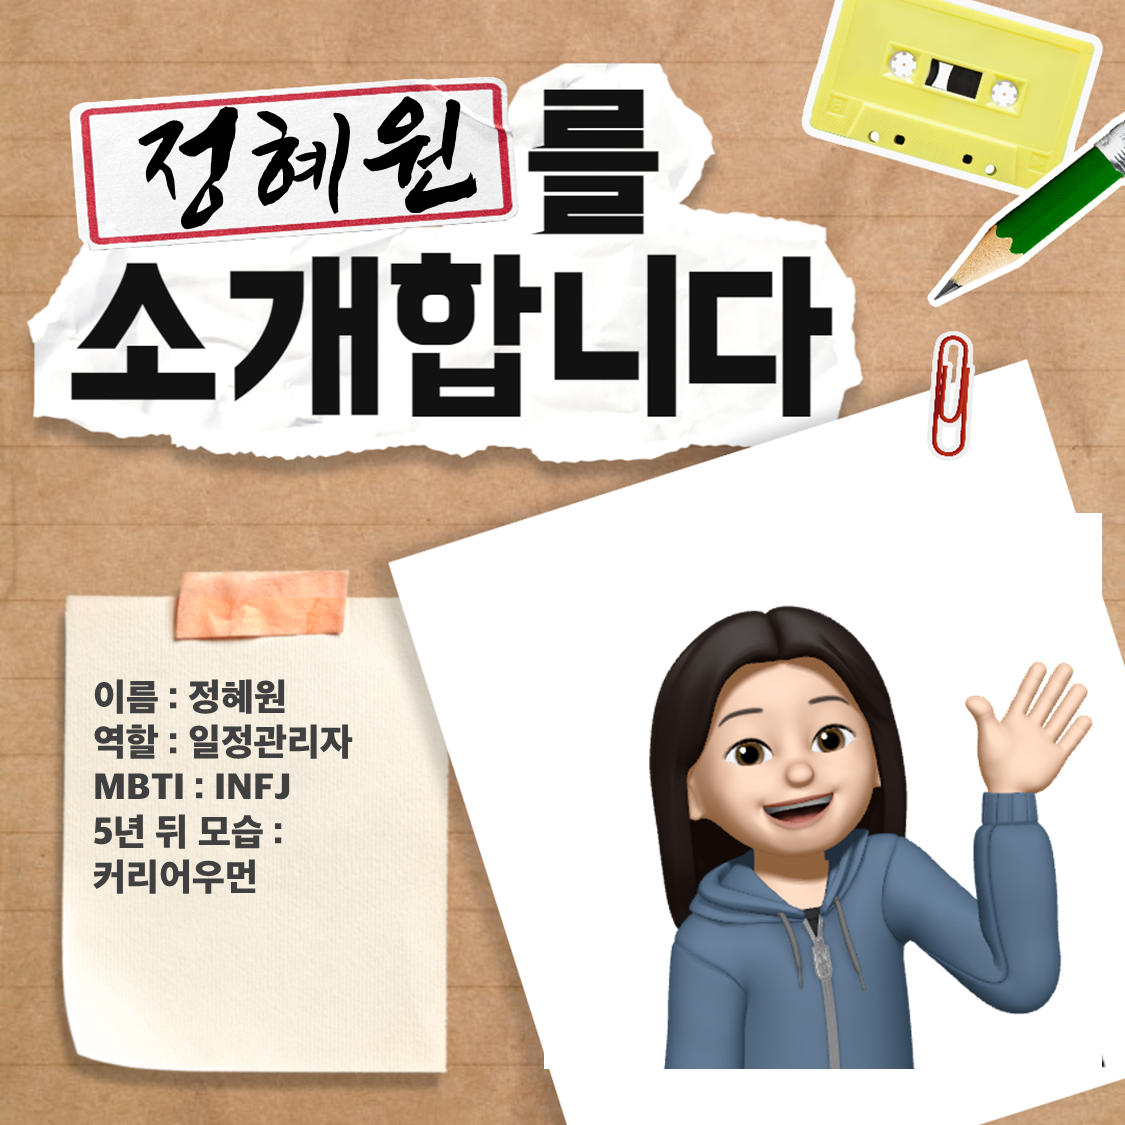 정혜원를
소개합니다
이름 : 정혜원
역할 : 일정관리자
MBTI : INFJ
5년 뒤 모습 :
커리어우먼